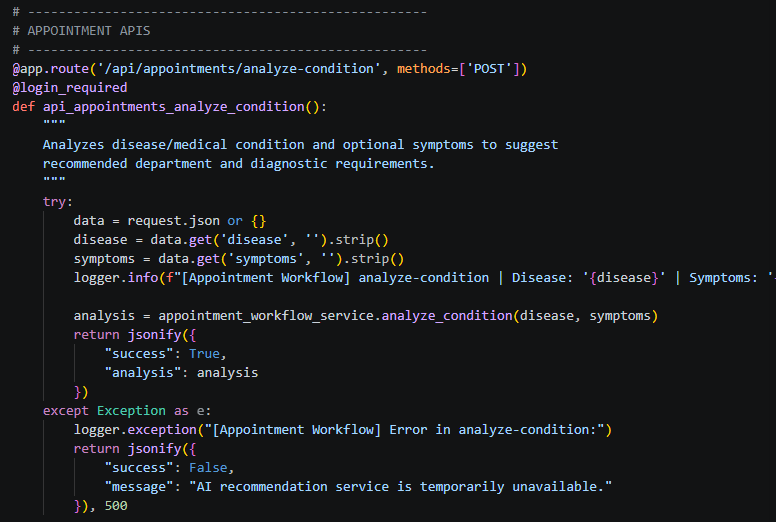 # ----------------------------------------------------
# APPOINTMENT APIS
# ----------------------------------------------------
@app.route('/api/appointments/analyze-condition', methods=['POST'])
@login_required
def api_appointments_analyze_condition():
    """
    Analyzes disease/medical condition and optional symptoms to suggest
    recommended department and diagnostic requirements.
    """
    try:
        data = request.json or {}
        disease = data.get('disease', '').strip()
        symptoms = data.get('symptoms', '').strip()
        logger.info(f"[Appointment Workflow] analyze-condition | Disease: '{disease}' | Symptoms: '
        analysis = appointment_workflow_service.analyze_condition(disease, symptoms)
        return jsonify({
            "success": True,
            "analysis": analysis
        })
    except Exception as e:
        logger.exception("[Appointment Workflow] Error in analyze-condition:")
        return jsonify({
            "success": False,
            "message": "AI recommendation service is temporarily unavailable."
        }), 500